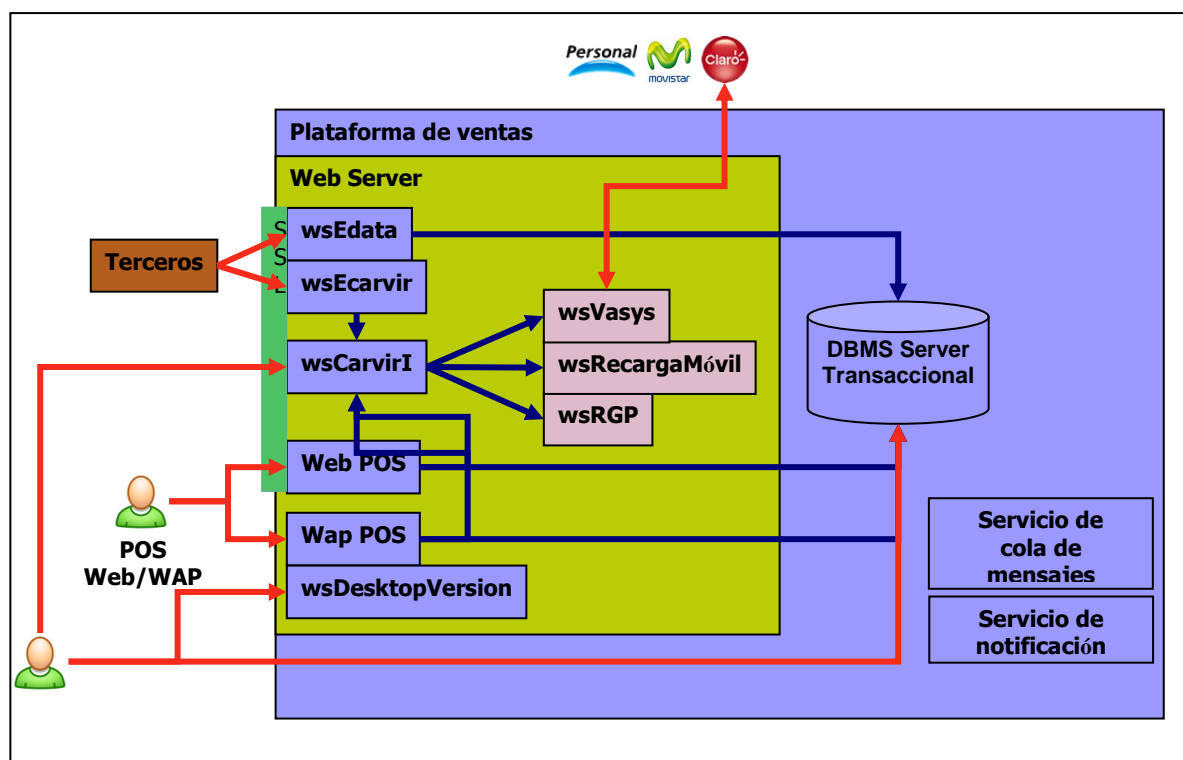 Personal
movistar
Claro
Plataforma de ventas
Web Server
S
S
L
wsEdata
Terceros
wsEcarvir
wsVasys
wsCarvirI
wsRecargaMóvil
wsRGP
DBMS Server
Transaccional
Web POS
Wap POS
POS
Web/WAP
wsDesktopVersion
Servicio de
cola de
mensajes
Servicio de
notificación